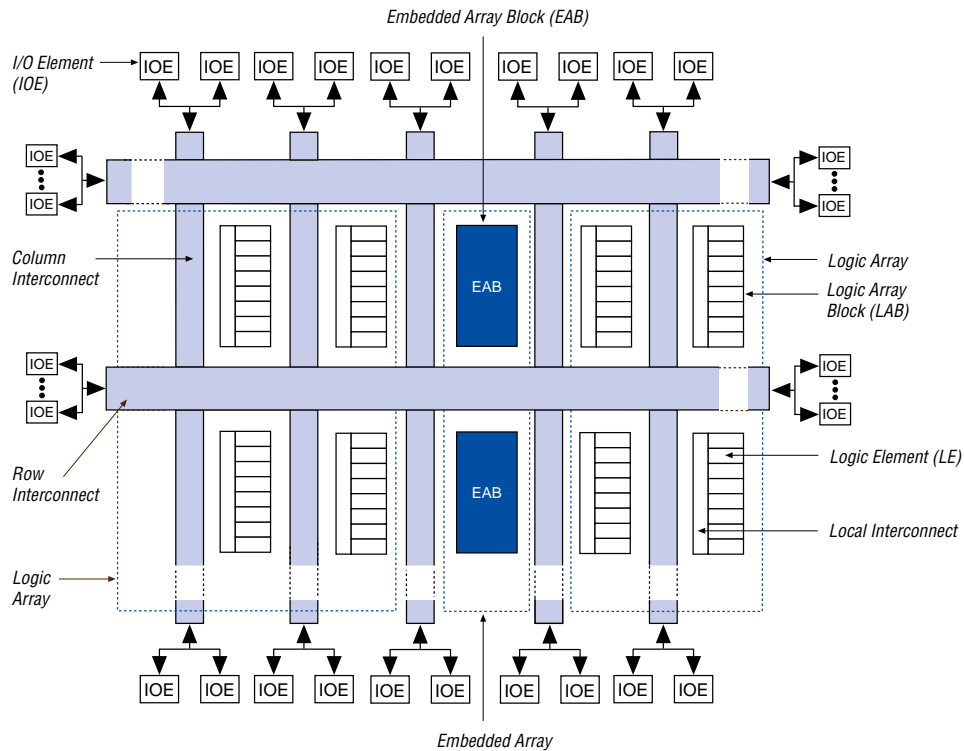 Embedded Array Block (EAB)
I/O Element
(IOE)
IOE IOE IOE IOE IOE IOE IOE IOE IOE IOE
IOE IOE
IOE IOE
Column
Interconnect
EAB
Logic Array
Logic Array
Block (LAB)
IOE IOE
IOE IOE
Row
Interconnect
EAB
Logic Element (LE)
Local Interconnect
Logic
Array
IOE IOE IOE IOE IOE IOE IOE IOE IOE IOE
Embedded Array